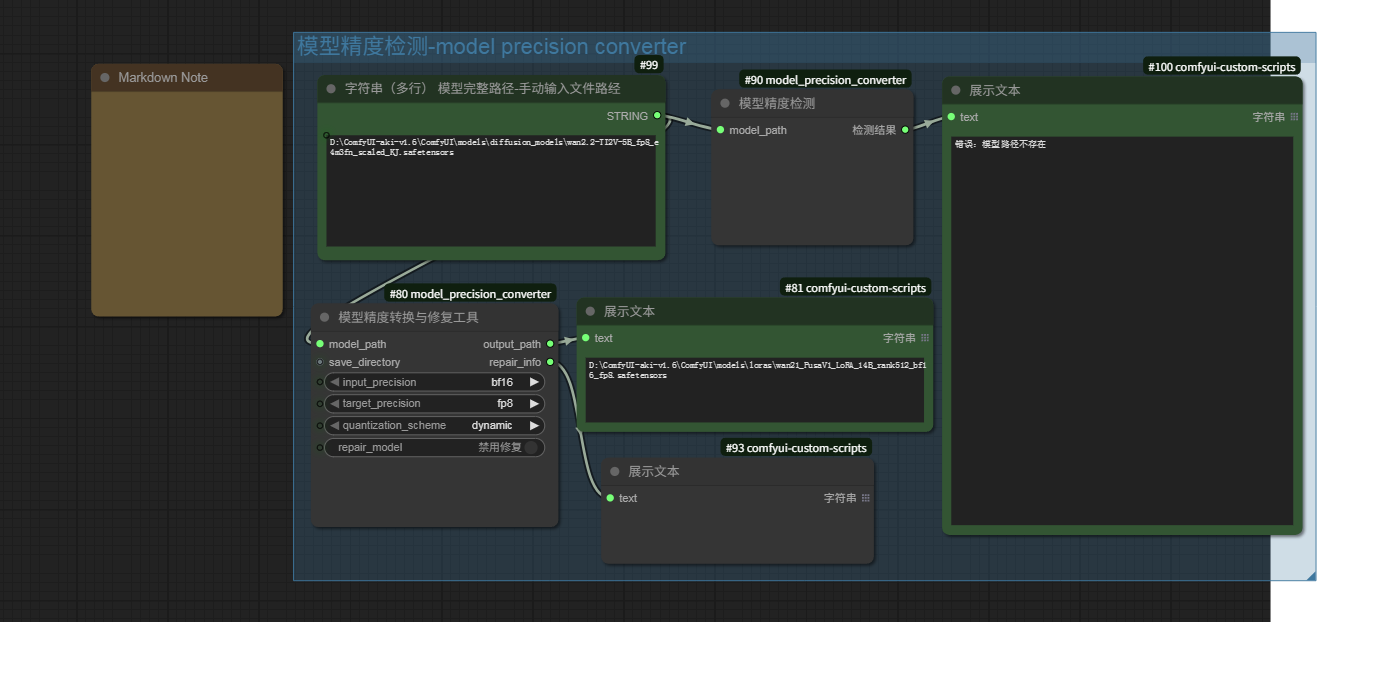 模型精度检测-model precision converter
Markdown Note
#99
字符串（多行） 模型完整路径-手动输入文件路经
STRING
D:\ComfyUI-aki-v1.6\ComfyUI\models\diffusion_models\wan2.2-TI2V-5B_fp8_e
4m3fn_scaled_KJ.safetensors
#90 model_precision_converter
模型精度检测
model_path
检测结果
#100 comfyui-custom-scripts
展示文本
text
字符串
错误：模型路径不存在
#80 model_precision_converter
模型精度转换与修复工具
model_path
output_path
save_directory
repair_info
input_precision
bf16
target_precision
fp8
quantization_scheme
dynamic
repair_model
禁用修复
#81 comfyui-custom-scripts
展示文本
text
字符串
D:\ComfyUI-aki-v1.6\ComfyUI\models\loras\wan21_PusaV1_LoRA_14B_rank512_bf1
6_fp8.safetensors
#93 comfyui-custom-scripts
展示文本
text
字符串